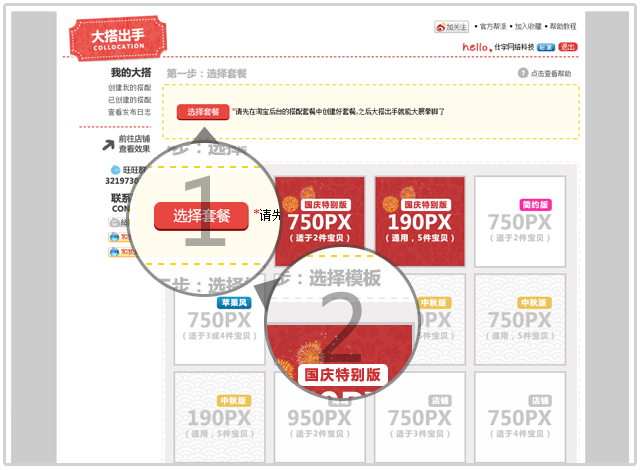 大搭出手
COLLOCATION
加关注
• 官方帮派 • 加入收藏 • 帮助教程
hello, 仕宇网络科技
退出
我的大搭
创建我的搭配
已创建的搭配
查看发布日志
前往店铺
查看效果
旺旺群
3219730
联系
CON
第一步：选择套餐
? 点击查看帮助
选择套餐
*请先在淘宝后台的搭配套餐中创建好套餐,之后大搭出手就能大展拳脚了
步：选择
1
选择套餐
*请先
步：选择
国庆特别版
750PX
( 适于2件宝贝 )
国庆特别版
190PX
( 通用，5件宝贝 )
简约版
750PX
( 适于2件宝贝 )
步：选择模板
2
国庆特别版
苹果风
750PX
( 适于3或4件宝贝 )
中秋版
750PX
( 适于2件宝贝 )
中秋版
750PX
( 通用，5件宝贝 )
中秋版
190PX
( 通用，5件宝贝 )
950PX
( 适于2件宝贝 )
店铺
750PX
( 适于3件宝贝 )
店铺
750PX
( 适于4件宝贝 )